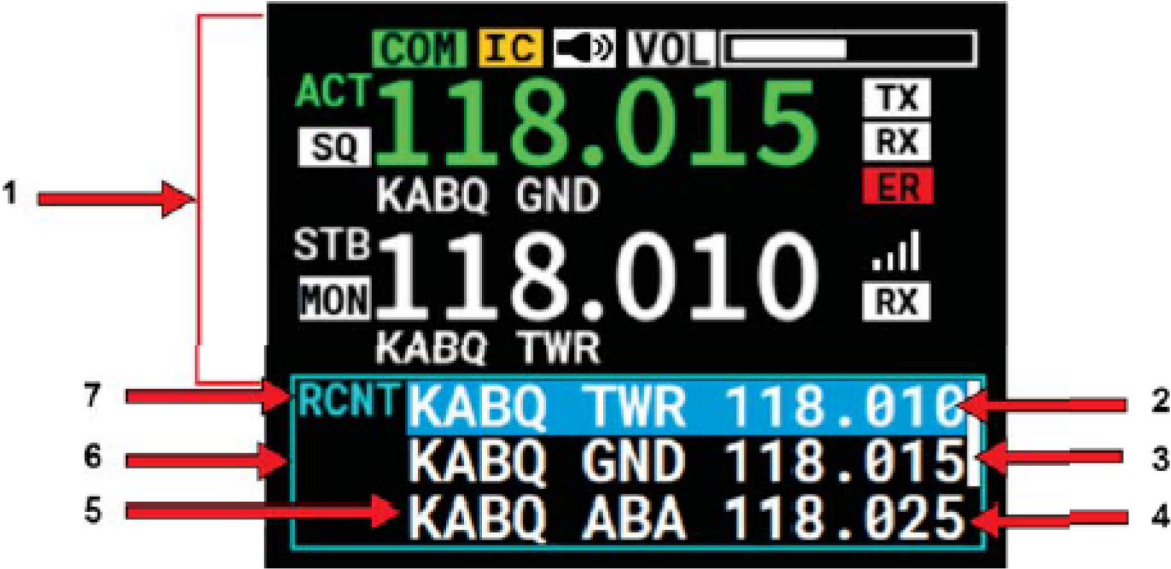 COM IC VOL
ACT 118.015 TX
SQ RX
KABQ GND ER
STB 118.010
MON RX
KABQ TWR
1
7 RCNT KABQ TWR 118.010 2
6 KABQ GND 118.015 3
5 KABQ ABA 118.025 4